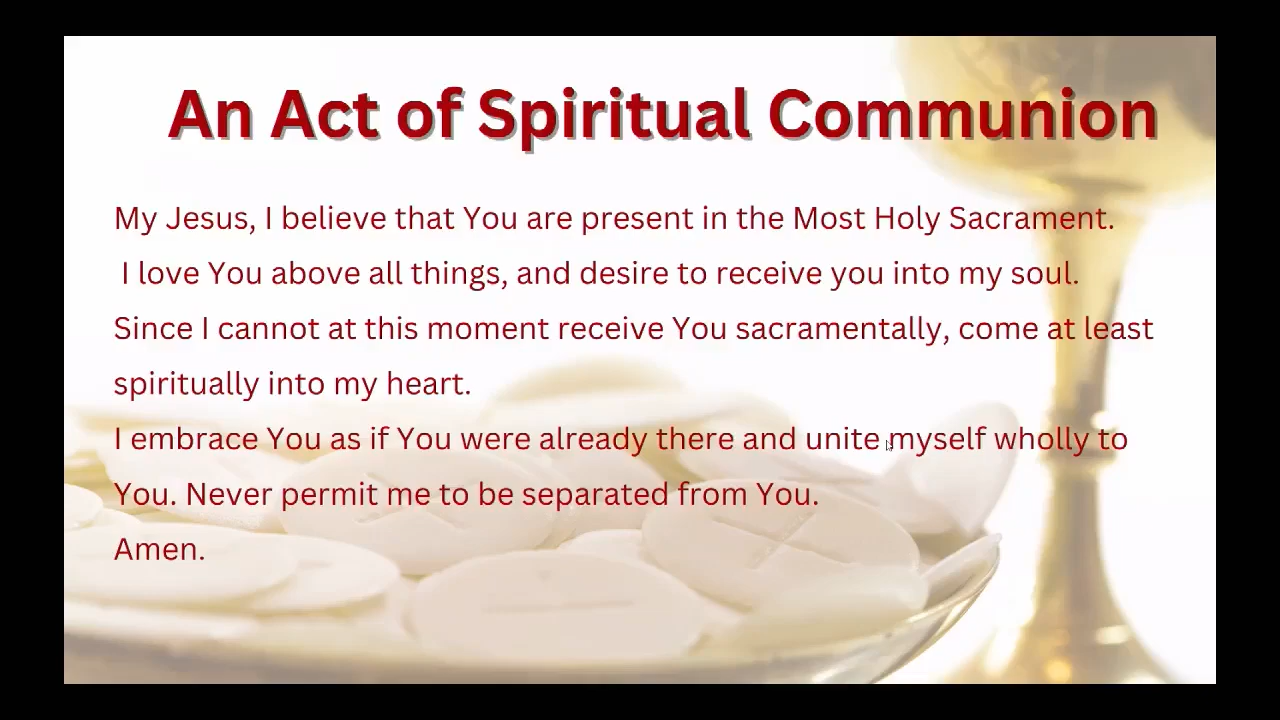 An Act of Spiritual Communion
My Jesus, I believe that You are present in the Most Holy Sacrament.
I love You above all things, and desire to receive you into my soul.
Since I cannot at this moment receive You sacramentally, come at least
spiritually into my heart.
I embrace You as if You were already there and unite myself wholly to
You. Never permit me to be separated from You.
Amen.